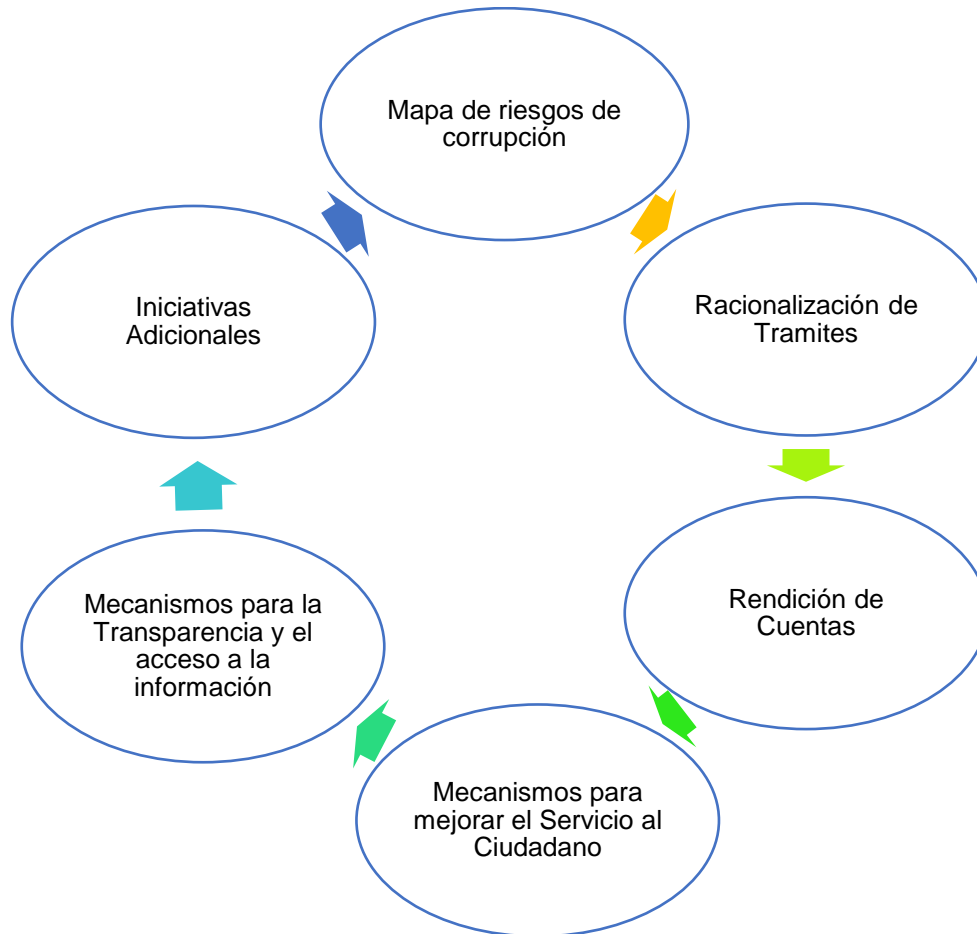 Mapa de riesgos de
corrupción
Racionalización de
Tramites
Rendición de
Cuentas
Mecanismos para
mejorar el Servicio al
Ciudadano
Mecanismos para la
Transparencia y el
acceso a la
información
Iniciativas
Adicionales